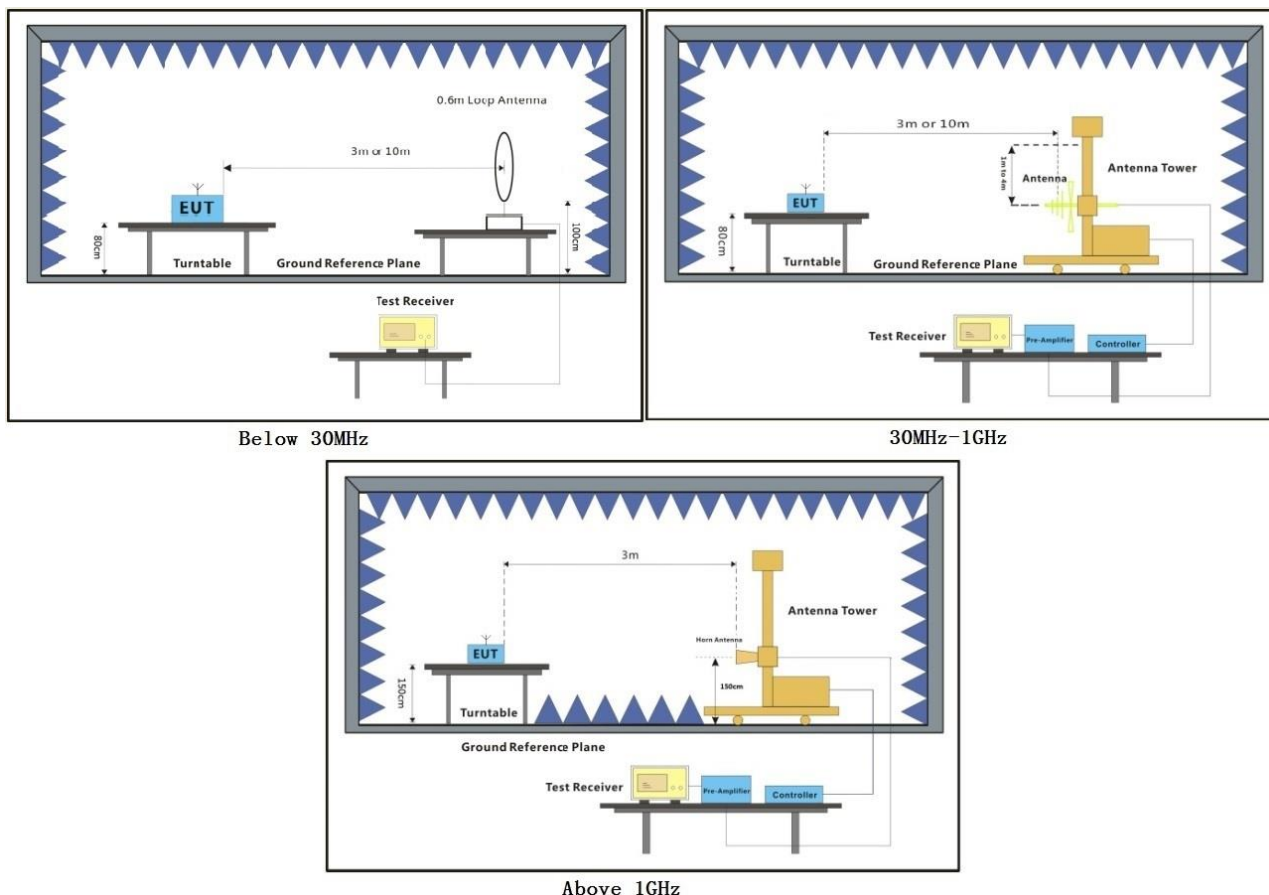 0.6m Loop Antenna
3m or 10m
EUT
80cm
100cm
Turntable
Ground Reference Plane
Test Receiver
Below 30MHz
3m or 10m
1m to 4m
Antenna
Antenna Tower
EUT
80cm
Turntable
Ground Reference Plane
Test Receiver
Pre-Amplifier
Controller
30MHz-1GHz
3m
Antenna Tower
Horn Antenna
EUT
150cm
150cm
Turntable
Ground Reference Plane
Test Receiver
Pre-Amplifier
Controller
Above 1GHz